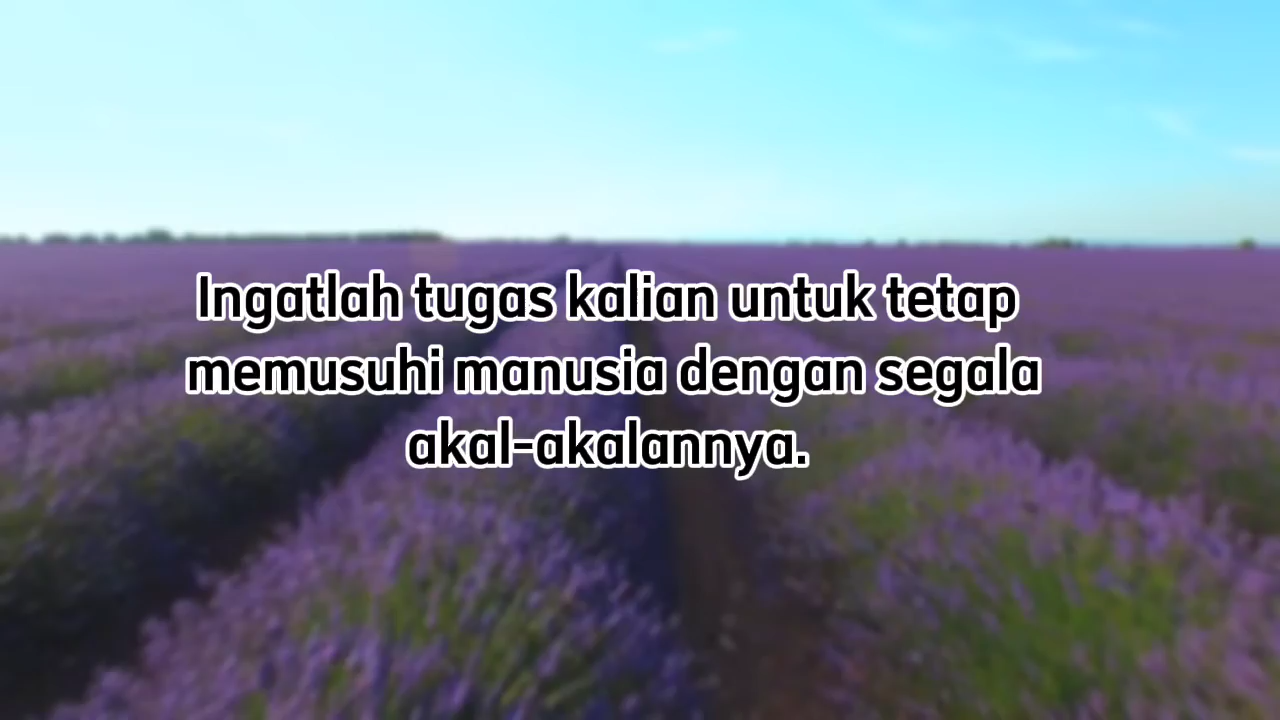 Ingatlah tugas kalian untuk tetap
memusuhi manusia dengan segala
akal-akalannya.